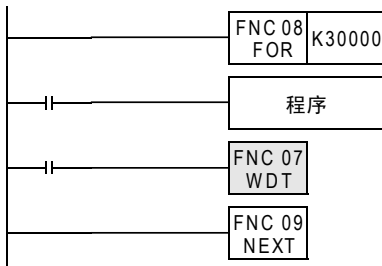 FNC 08
FOR
K30000
程序
FNC 07
WDT
FNC 09
NEXT